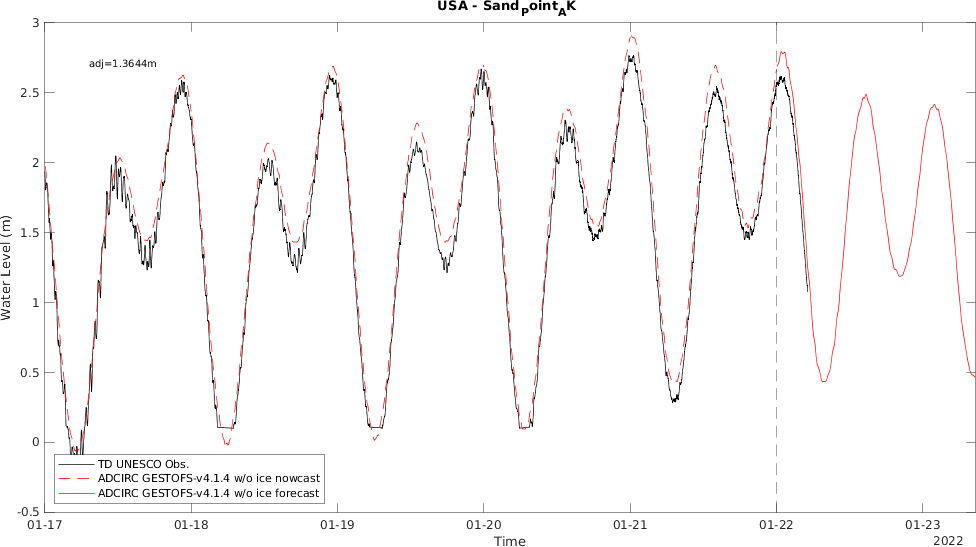 USA - Sand_Point_AK
3
adj=1.3644m
2.5
2
1.5
1
0.5
0
-0.5
Water Level (m)
TD UNESCO Obs.
ADCIRC GESTOFS-v4.1.4 w/o ice nowcast
ADCIRC GESTOFS-v4.1.4 w/o ice forecast
01-17 01-18 01-19 01-20 01-21 01-22 01-23
Time
2022